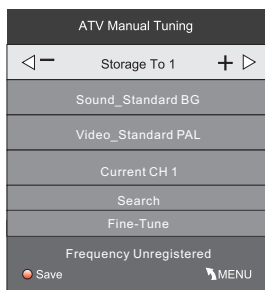 ATV Manual Tuning
Storage To 1
Sound_Standard BG
Video_Standard PAL
Current CH 1
Search
Fine-Tune
Frequency Unregistered
Save MENU